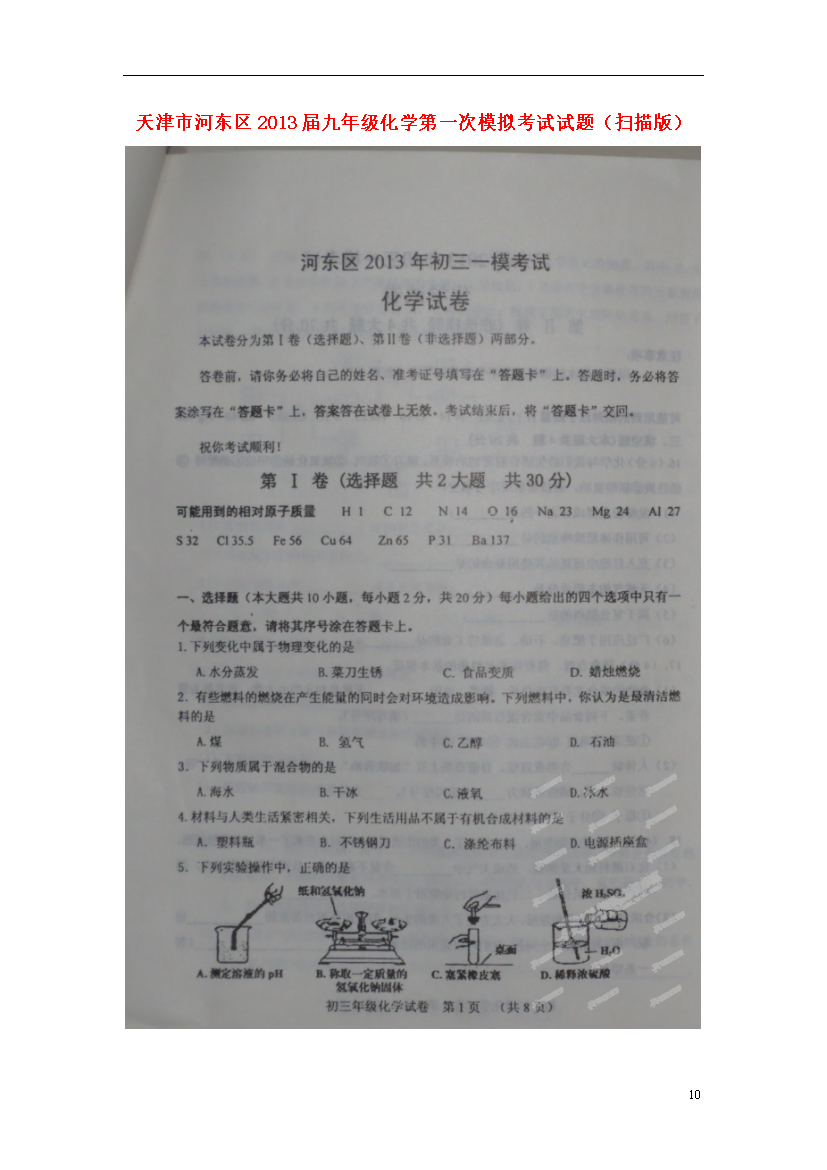 天津市河东区2013届九年级化学第一次模拟考试试题（扫描版）
河东区2013年初三一模考试
化学试卷
本试卷分为第Ⅰ卷（选择题）、第Ⅱ卷（非选择题）两部分。
答卷前，请你务必将自己的姓名、准考证号填写在“答题卡”上。答题时，务必将答
案涂写在“答题卡”上，答案答在试卷上无效。考试结束后，将“答题卡”交回。
祝你考试顺利！
第 Ⅰ 卷（选择题 共2大题 共30分）
可能用到的相对原子质量 H 1 C 12 N 14 O 16 Na 23 Mg 24 Al 27
S 32 Cl 35.5 Fe 56 Cu 64 Zn 65 P 31 Ba 137
一、选择题（本大题共10小题，每小题2分，共20分）每小题给出的四个选项中只有一
个最符合题意，请将其序号涂在答题卡上。
1.下列变化中属于物理变化的是
A.水分蒸发 B.菜刀生锈 C. 食品变质 D. 蜡烛燃烧
2．有些燃料的燃烧在产生能量的同时会对环境造成影响。下列燃料中，你认为是最清洁燃
料的是
A.煤 B. 氢气 C.乙醇 D. 石油
3．下列物质属于混合物的是
A.海水 B.干冰 C.液氧 D.冰水
4.材料与人类生活紧密相关，下列生活用品不属于有机合成材料的是
A. 塑料瓶 B. 不锈钢刀 C. 涤纶布料 D.电源插座盒
5．下列实验操作中，正确的是
纸和氢氧化钠
浓H₂SO₄
桌面
H₂O
A.测定溶液的pH B.称取一定质量的 C.塞紧橡皮塞 D.稀释浓硫酸
氢氧化钠固体
初三年级化学试卷 第1页 （共8页）
10